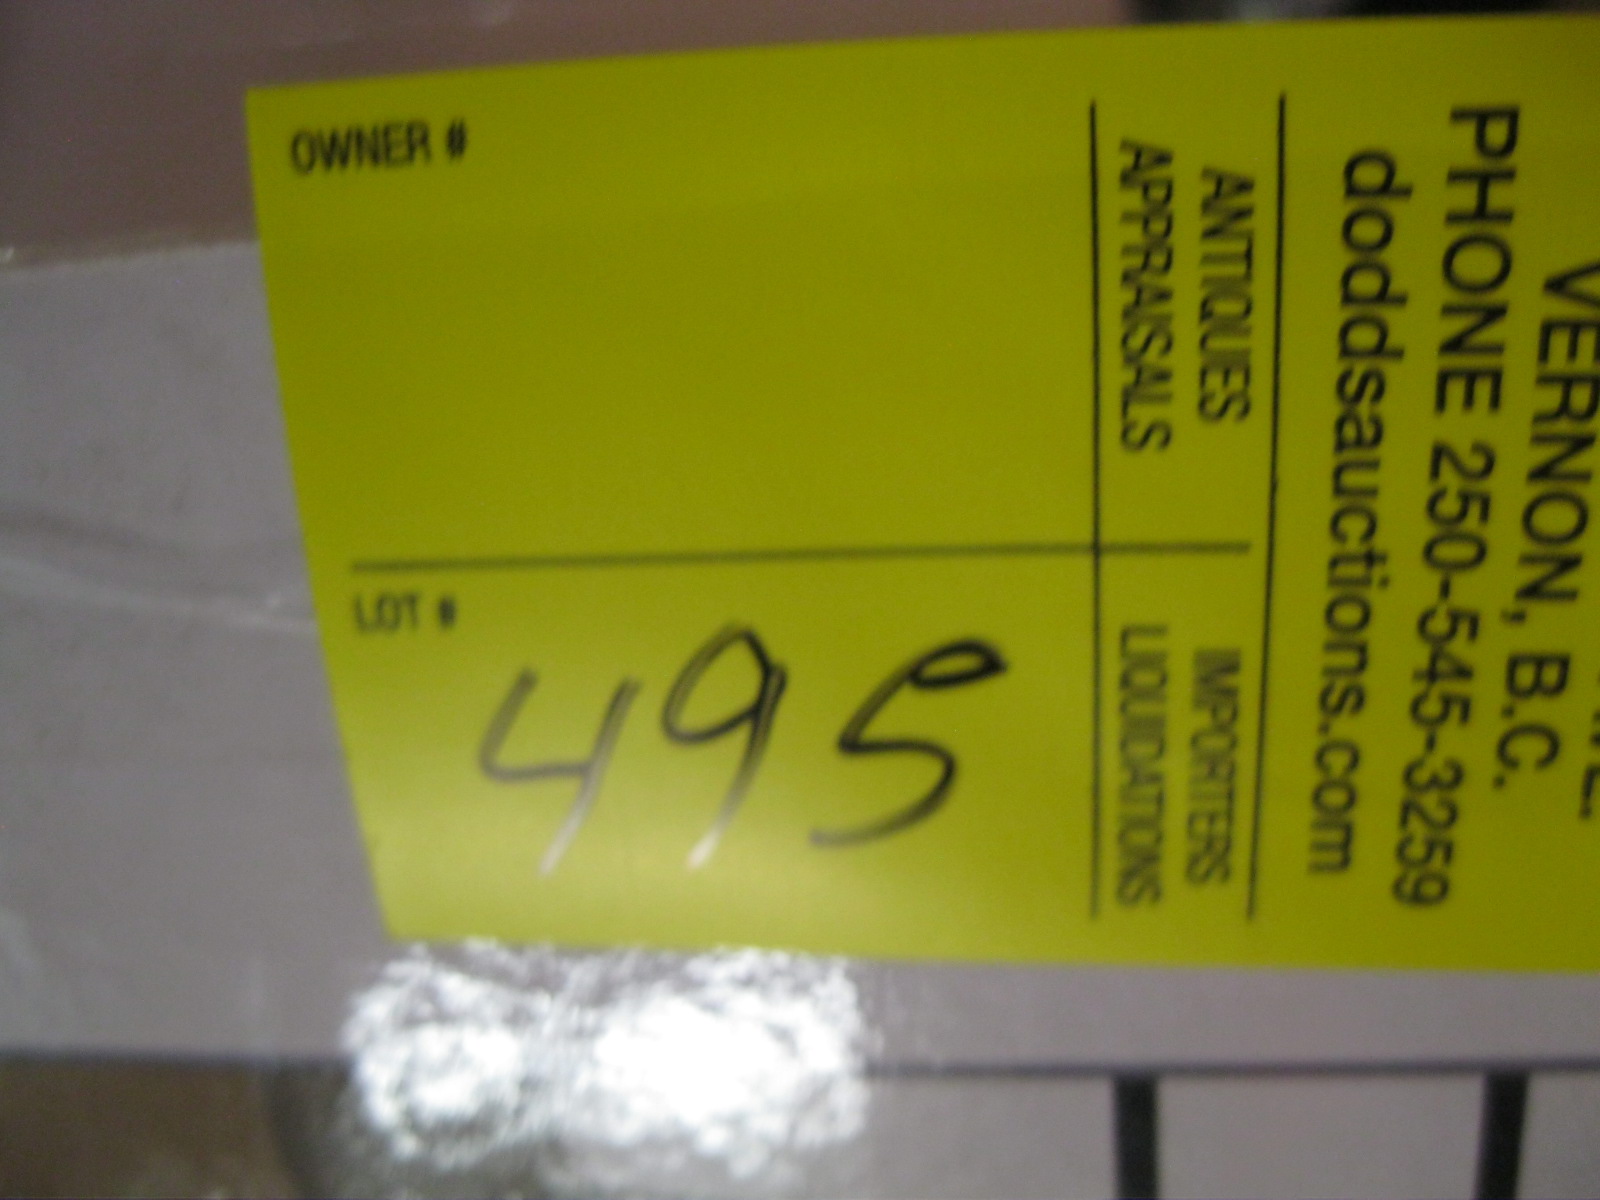 VERNON, B.C.
PHONE 250-545-3259
doddsauctions.com
ANTIQUES IMPORTERS
APPRAISALS LIQUIDATIONS
OWNER #
LOT #
495